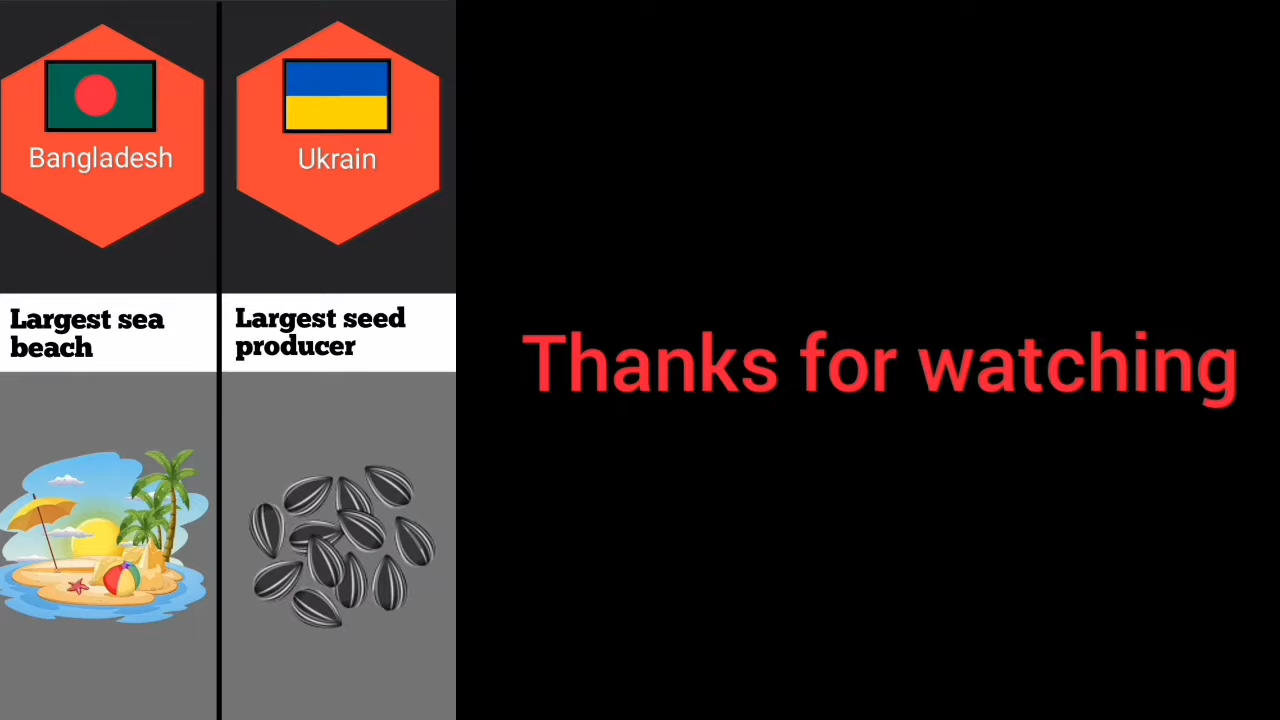 Bangladesh
Ukrain
Largest sea
beach
Largest seed
producer
Thanks for watching